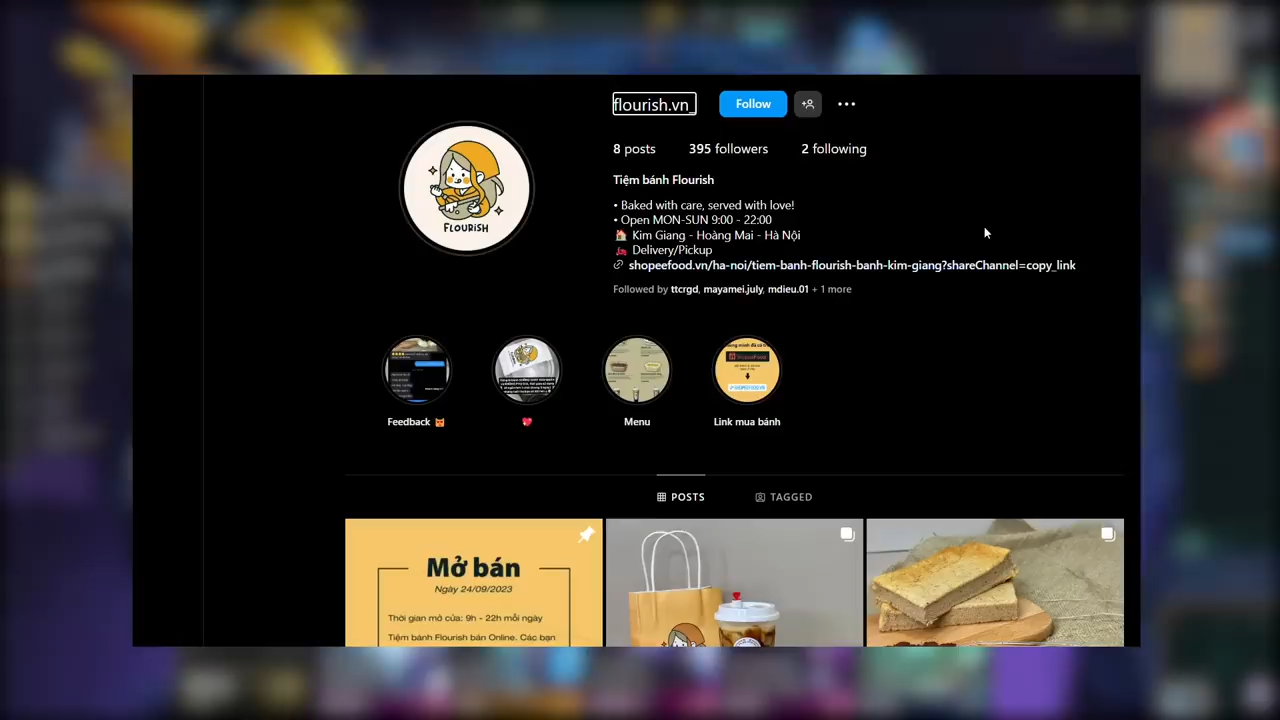 flourish.vn_
Follow
8 posts
395 followers
2 following
Tiệm bánh Flourish
• Baked with care, served with love!
• Open MON-SUN 9:00 - 22:00
Kim Giang - Hoàng Mai - Hà Nội
Delivery/Pickup
shopeefood.vn/ha-noi/tiem-banh-flourish-banh-kim-giang?shareChannel=copy_link
Followed by ttcrgd, mayamei.july, mdieu.01 + 1 more
FLOURISH
Feedback
Menu
Link mua bánh
POSTS
TAGGED
Mở bán
Ngày 24/09/2023
Thời gian mở cửa: 9h - 22h mỗi ngày
Tiệm bánh Flourish bán Online. Các bạn